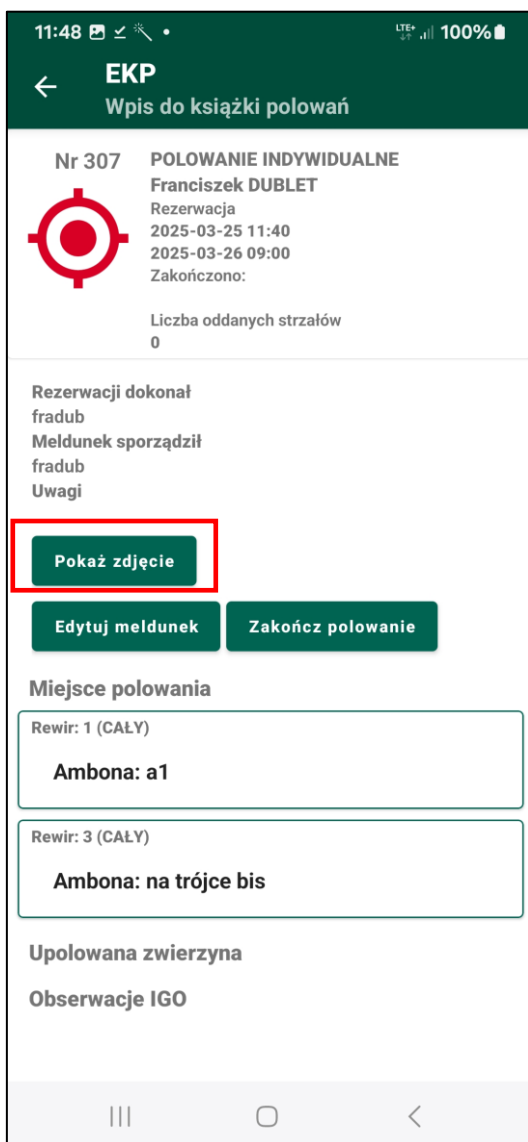 11:48 LTE+ 100%
EKP
Wpis do książki polowań
Nr 307
POLOWANIE INDYWIDUALNE
Franciszek DUBLET
Rezerwacja
2025-03-25 11:40
2025-03-26 09:00
Zakończono:
Liczba oddanych strzałów
0
Rezerwacji dokonał
fradub
Meldunek sporządził
fradub
Uwagi
Pokaż zdjęcie
Edytuj meldunek Zakończ polowanie
Miejsce polowania
Rewir: 1 (CAŁY)
Ambona: a1
Rewir: 3 (CAŁY)
Ambona: na trójce bis
Upolowana zwierzyna
Obserwacje IGO